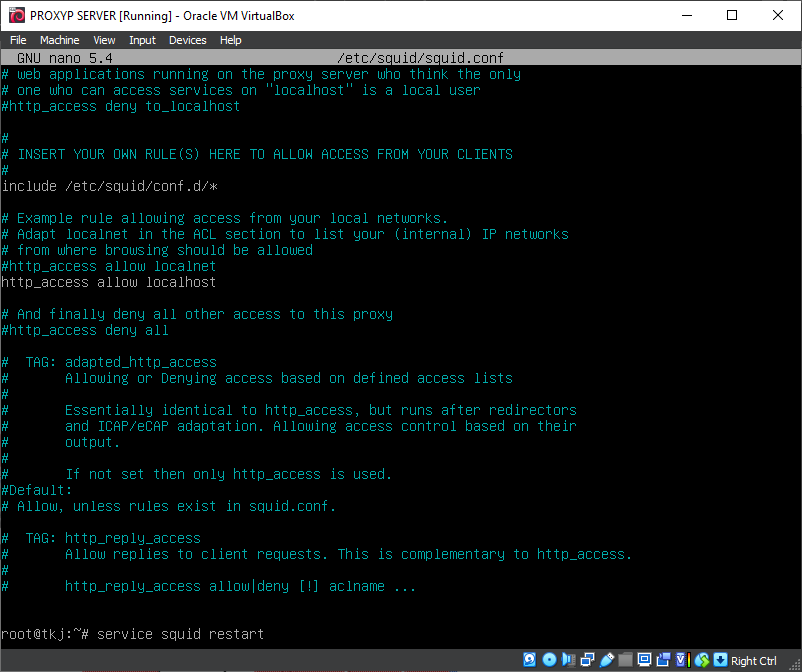 PROXYP SERVER [Running] - Oracle VM VirtualBox
File Machine View Input Devices Help
GNU nano 5.4 /etc/squid/squid.conf
# web applications running on the proxy server who think the only
# one who can access services on "localhost" is a local user
#http_access deny to_localhost
#
# INSERT YOUR OWN RULE(S) HERE TO ALLOW ACCESS FROM YOUR CLIENTS
#
include /etc/squid/conf.d/*
# Example rule allowing access from your local networks.
# Adapt localnet in the ACL section to list your (internal) IP networks
# from where browsing should be allowed
#http_access allow localnet
http_access allow localhost
# And finally deny all other access to this proxy
#http_access deny all
#  TAG: adapted_http_access
#       Allowing or Denying access based on defined access lists
#
#       Essentially identical to http_access, but runs after redirectors
#       and ICAP/eCAP adaptation. Allowing access control based on their
#       output.
#
#       If not set then only http_access is used.
#Default:
# Allow, unless rules exist in squid.conf.
#  TAG: http_reply_access
#       Allow replies to client requests. This is complementary to http_access.
#
#       http_reply_access allow|deny [!] aclname ...
root@tkj:~# service squid restart
Right Ctrl